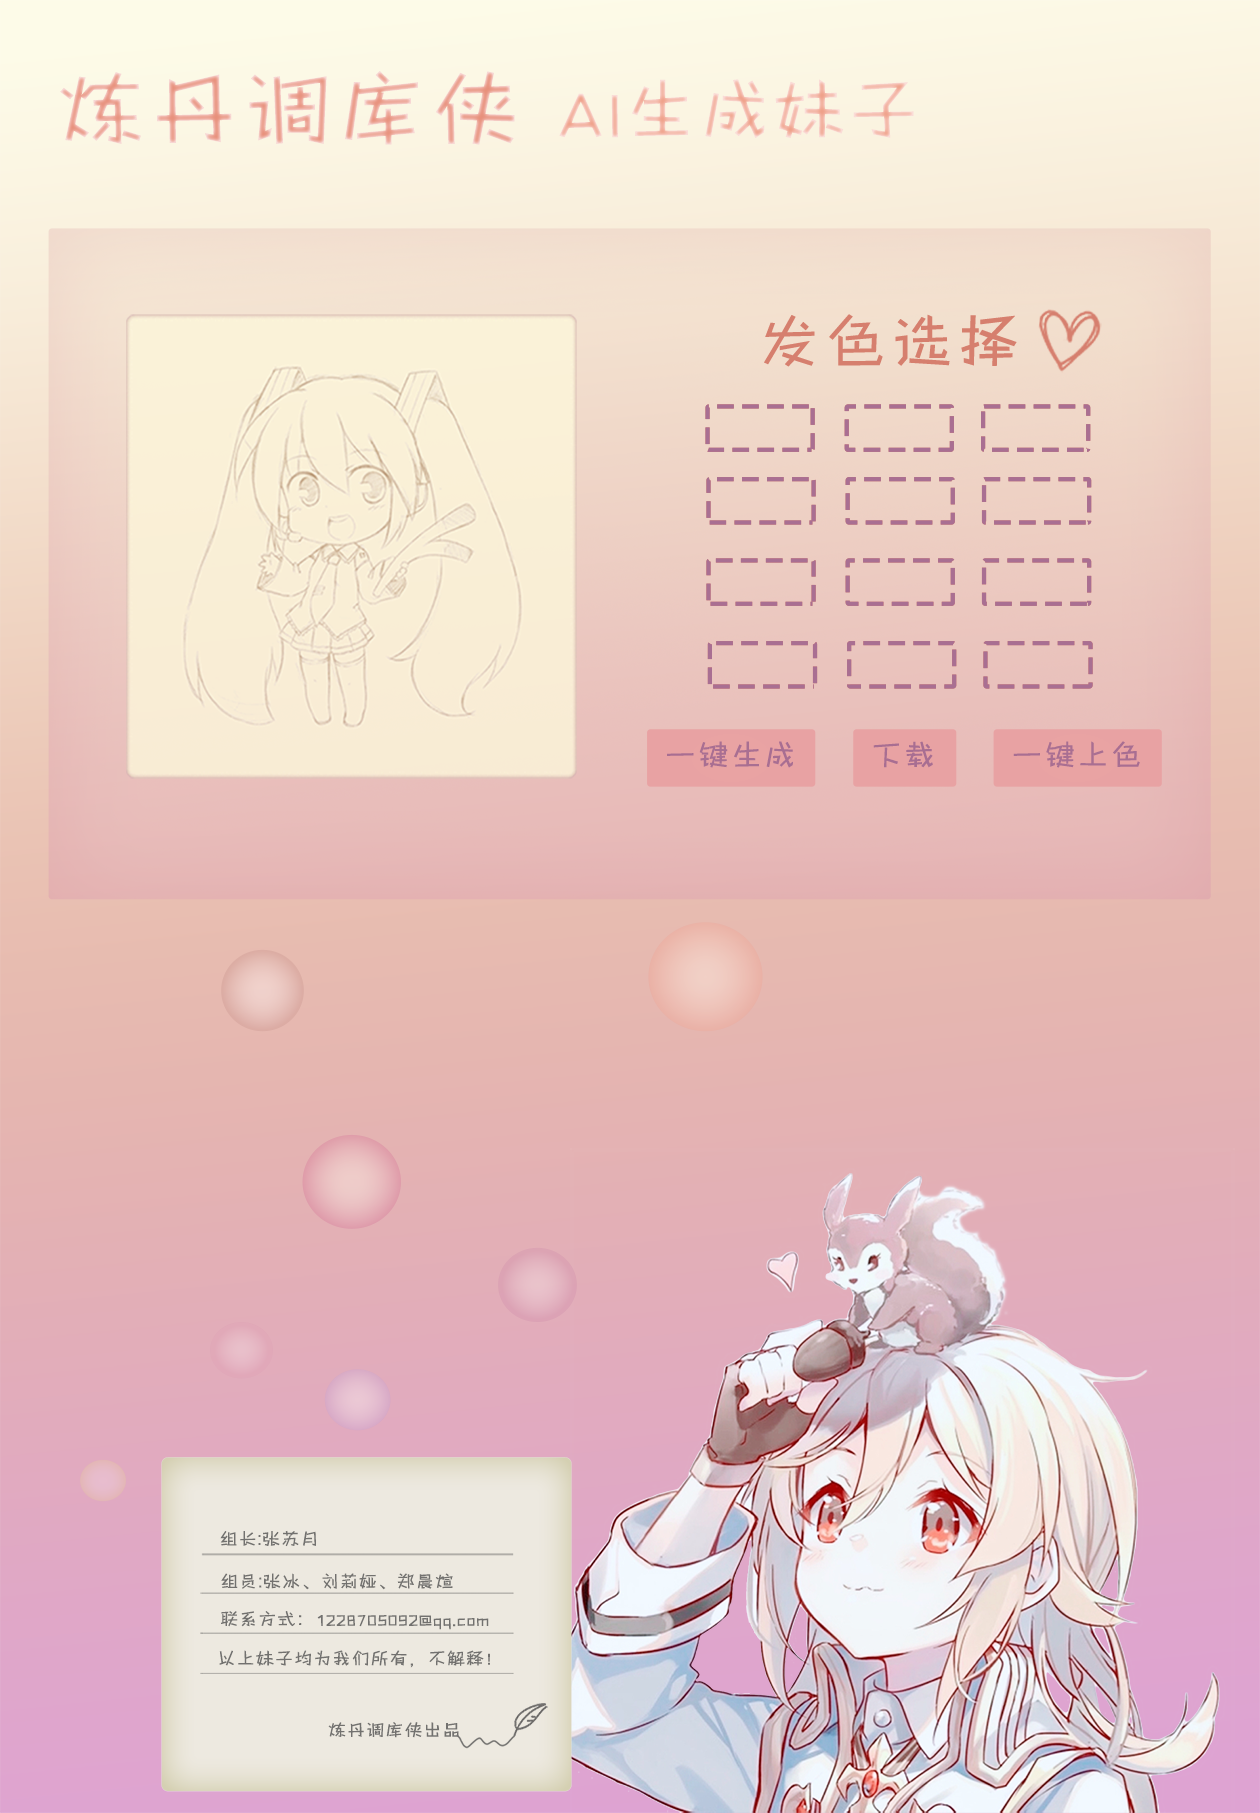 炼丹调库侠 AI生成妹子
发色选择
一键生成 下载 一键上色
组长:张苏月
组员:张冰、刘莉娅、郑晨煊
联系方式：1228705092@qq.com
以上妹子均为我们所有，不解释！
炼丹调库侠出品